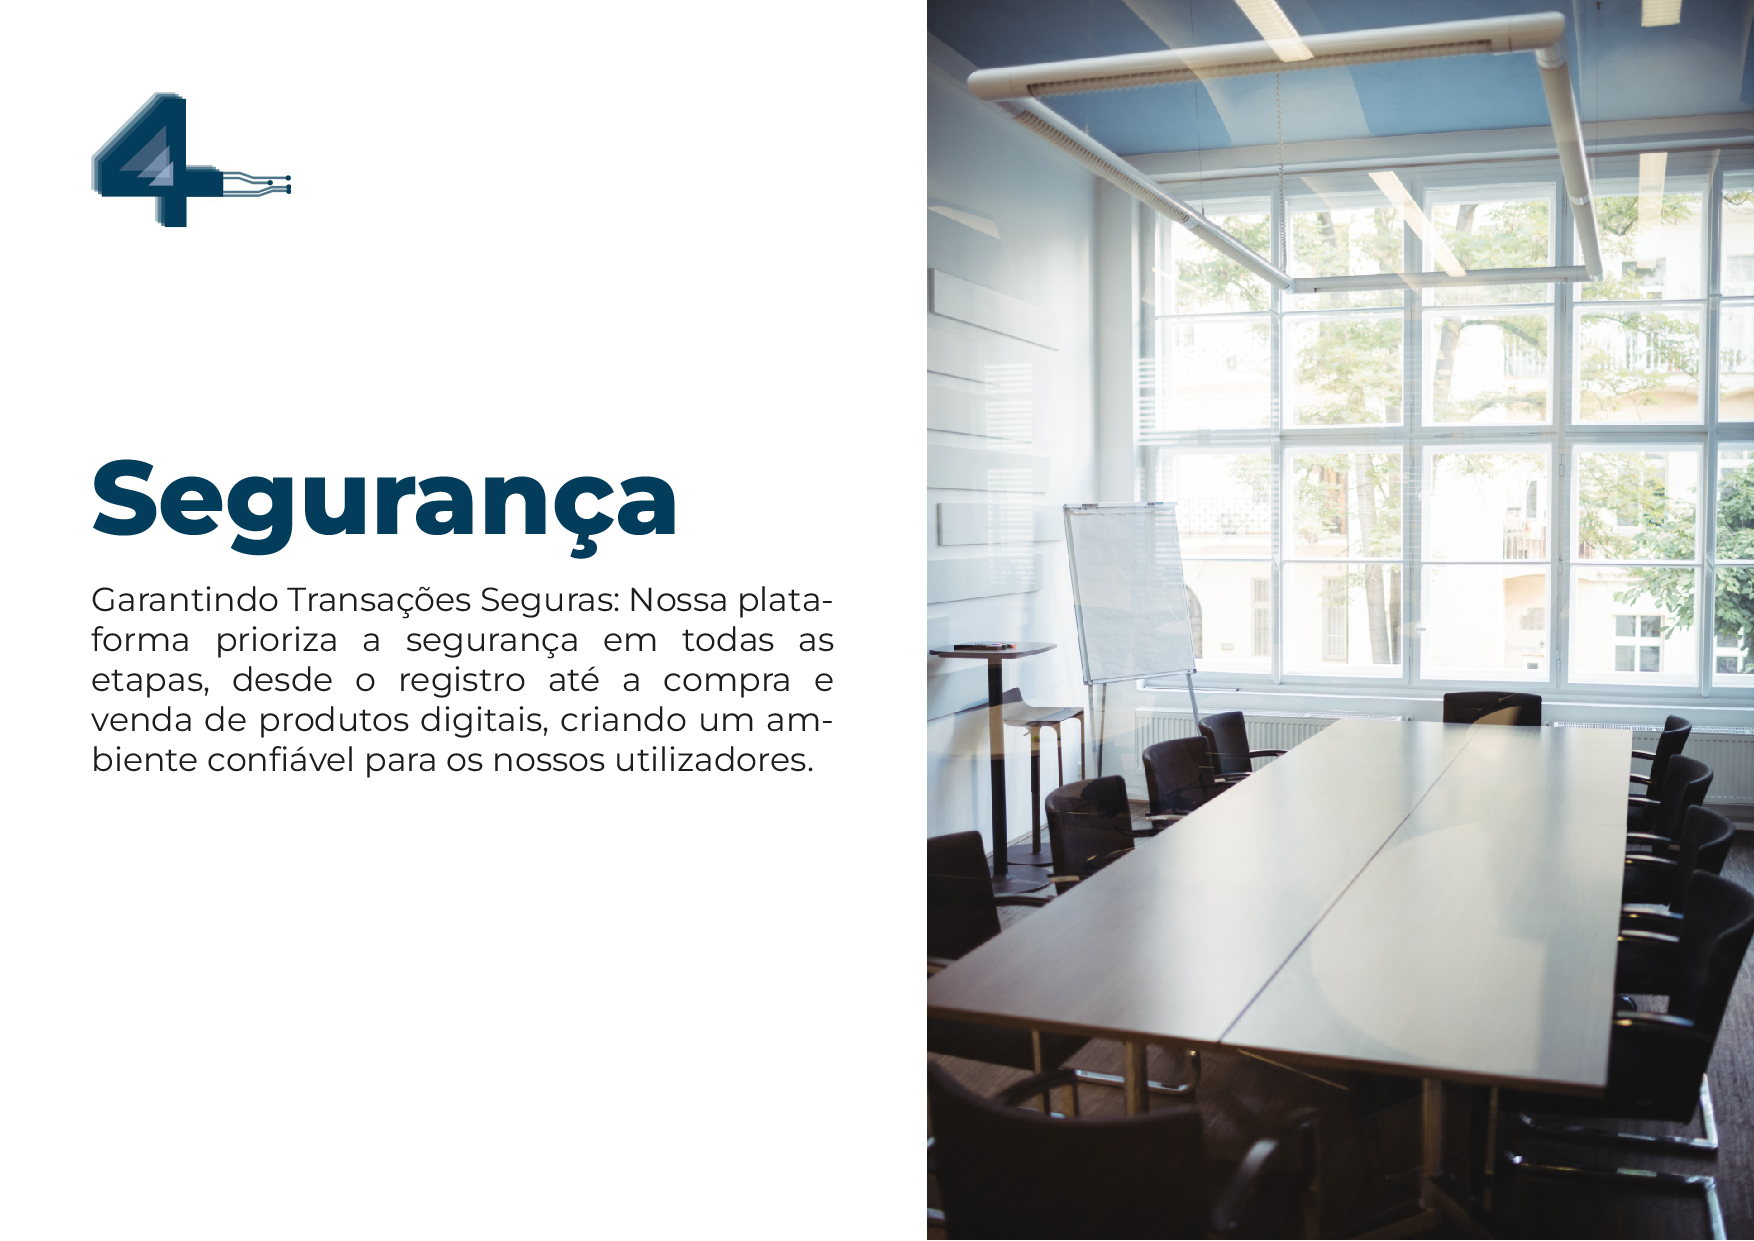 4
Segurança
Garantindo Transações Seguras: Nossa plata-
forma prioriza a segurança em todas as
etapas, desde o registro até a compra e
venda de produtos digitais, criando um am-
biente confiável para os nossos utilizadores.